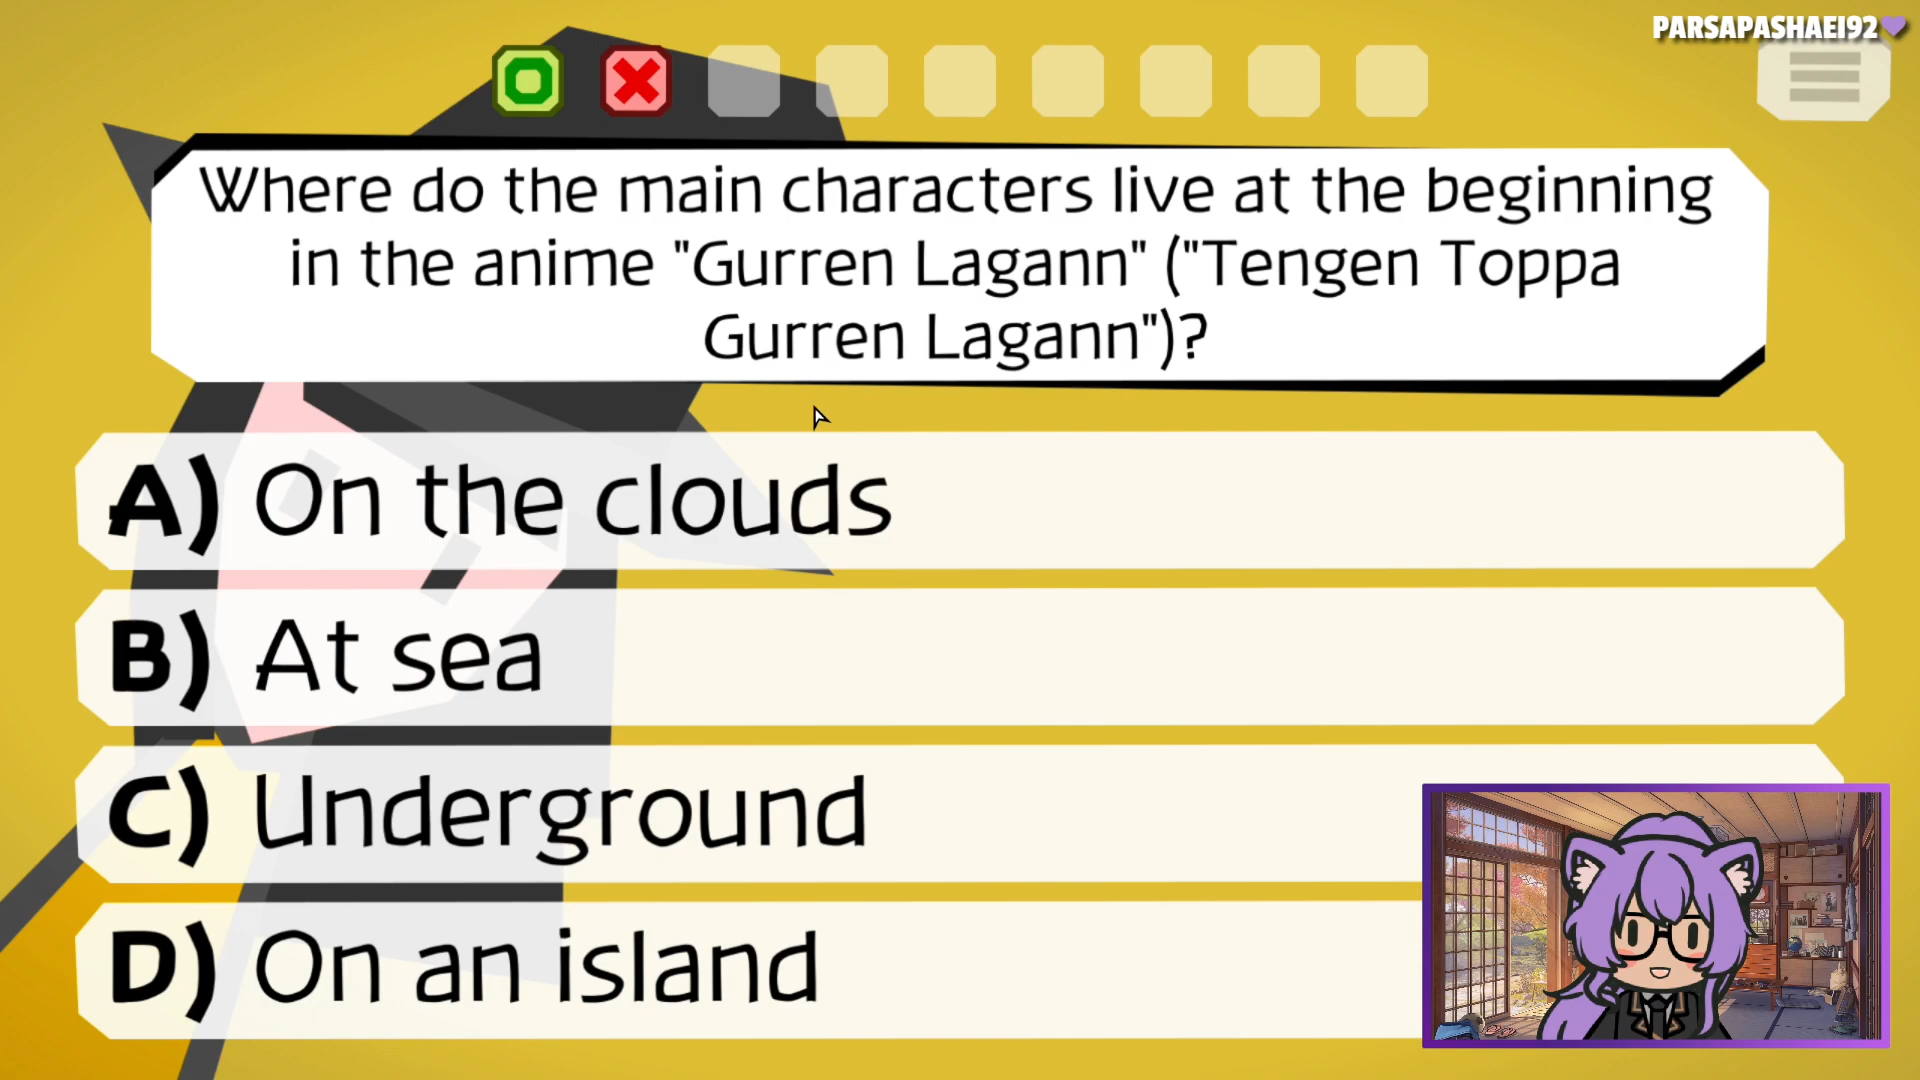 PARSAPASHAEI92
Where do the main characters live at the beginning
in the anime "Gurren Lagann" ("Tengen Toppa
Gurren Lagann")?
A) On the clouds
B) At sea
C) Underground
D) On an island